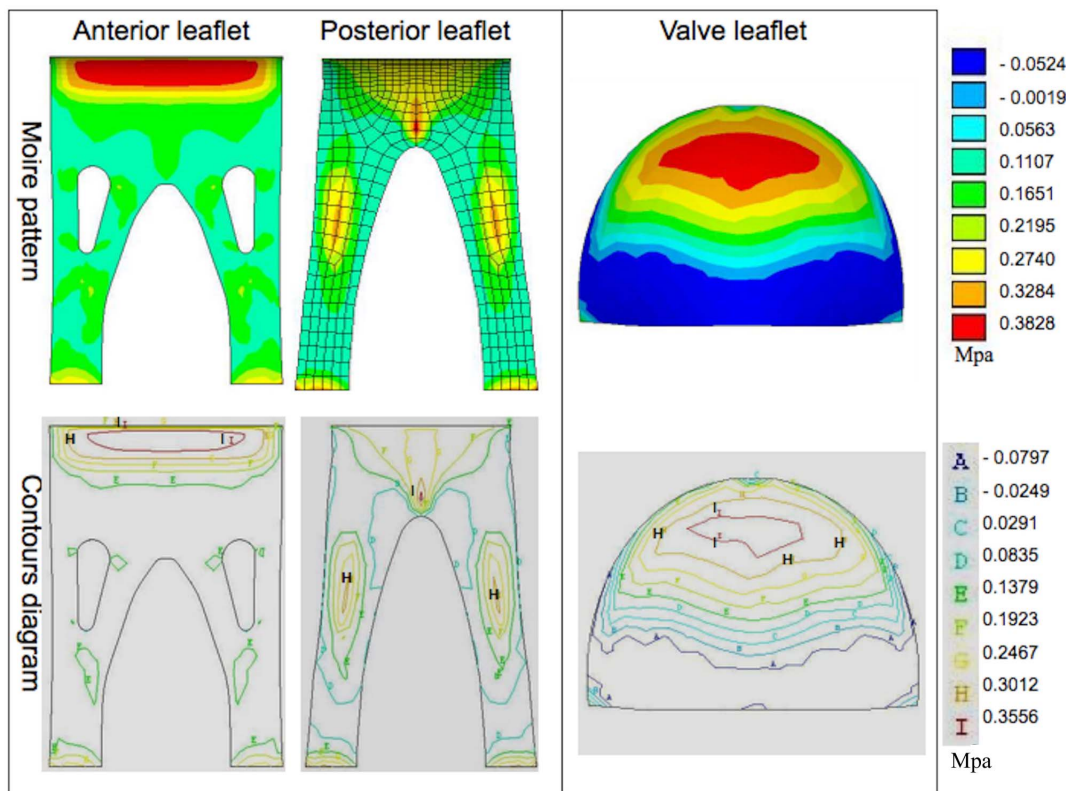 Anterior leaflet
Posterior leaflet
Valve leaflet
Moire pattern
- 0.0524
- 0.0019
0.0563
0.1107
0.1651
0.2195
0.2740
0.3284
0.3828
Mpa
Contours diagram
H
I
I
I
I
H
H
I
I
I
I
H
H
H
A - 0.0797
B - 0.0249
C 0.0291
D 0.0835
E 0.1379
F 0.1923
G 0.2467
H 0.3012
I 0.3556
Mpa